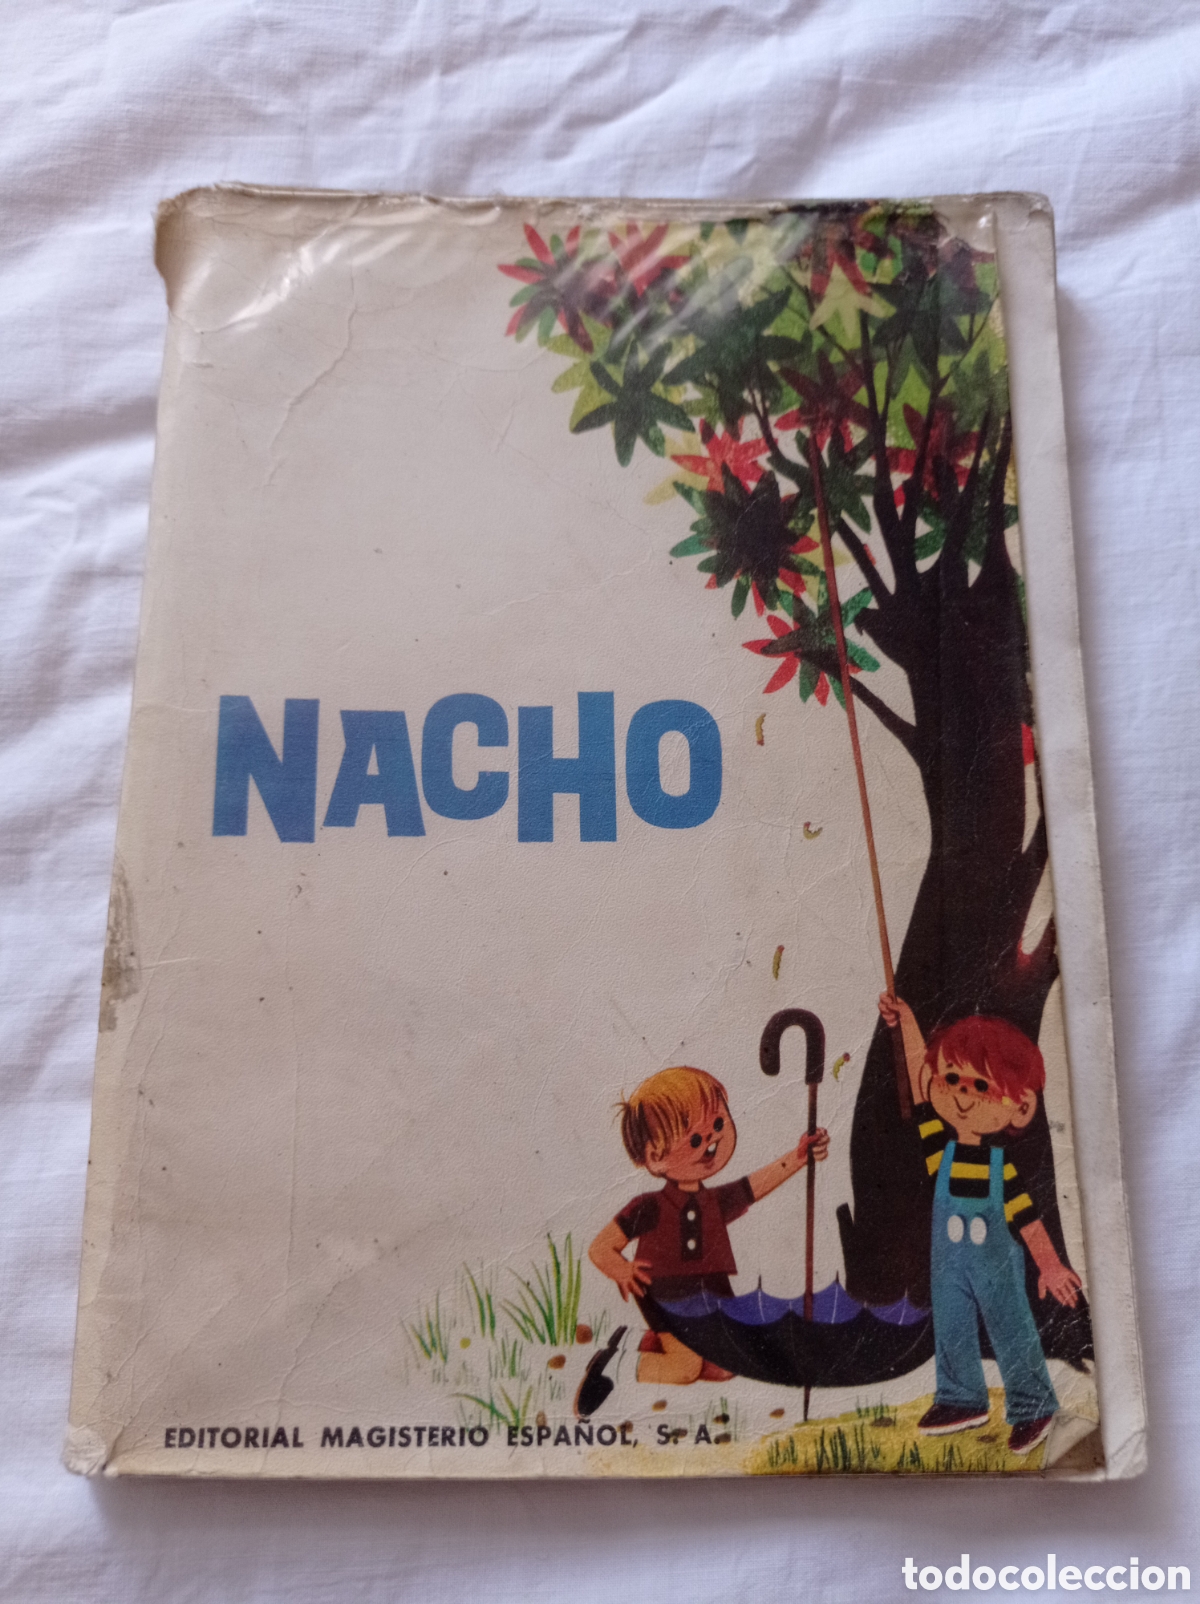 NACHO
EDITORIAL MAGISTERIO ESPAÑOL, S. A.
todocoleccion